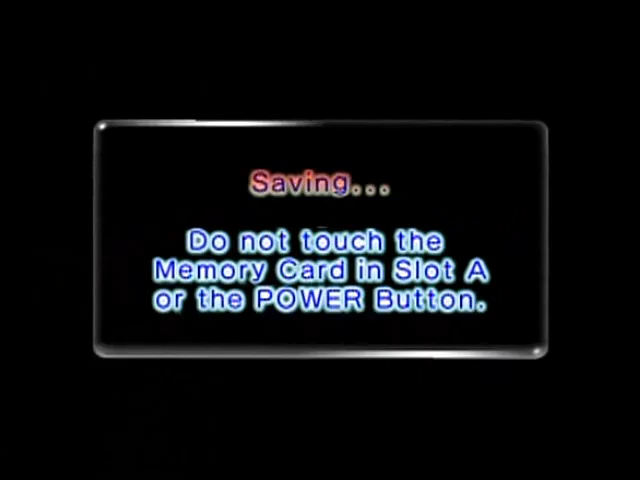 Saving...
Do not touch the
Memory Card in Slot A
or the POWER Button.